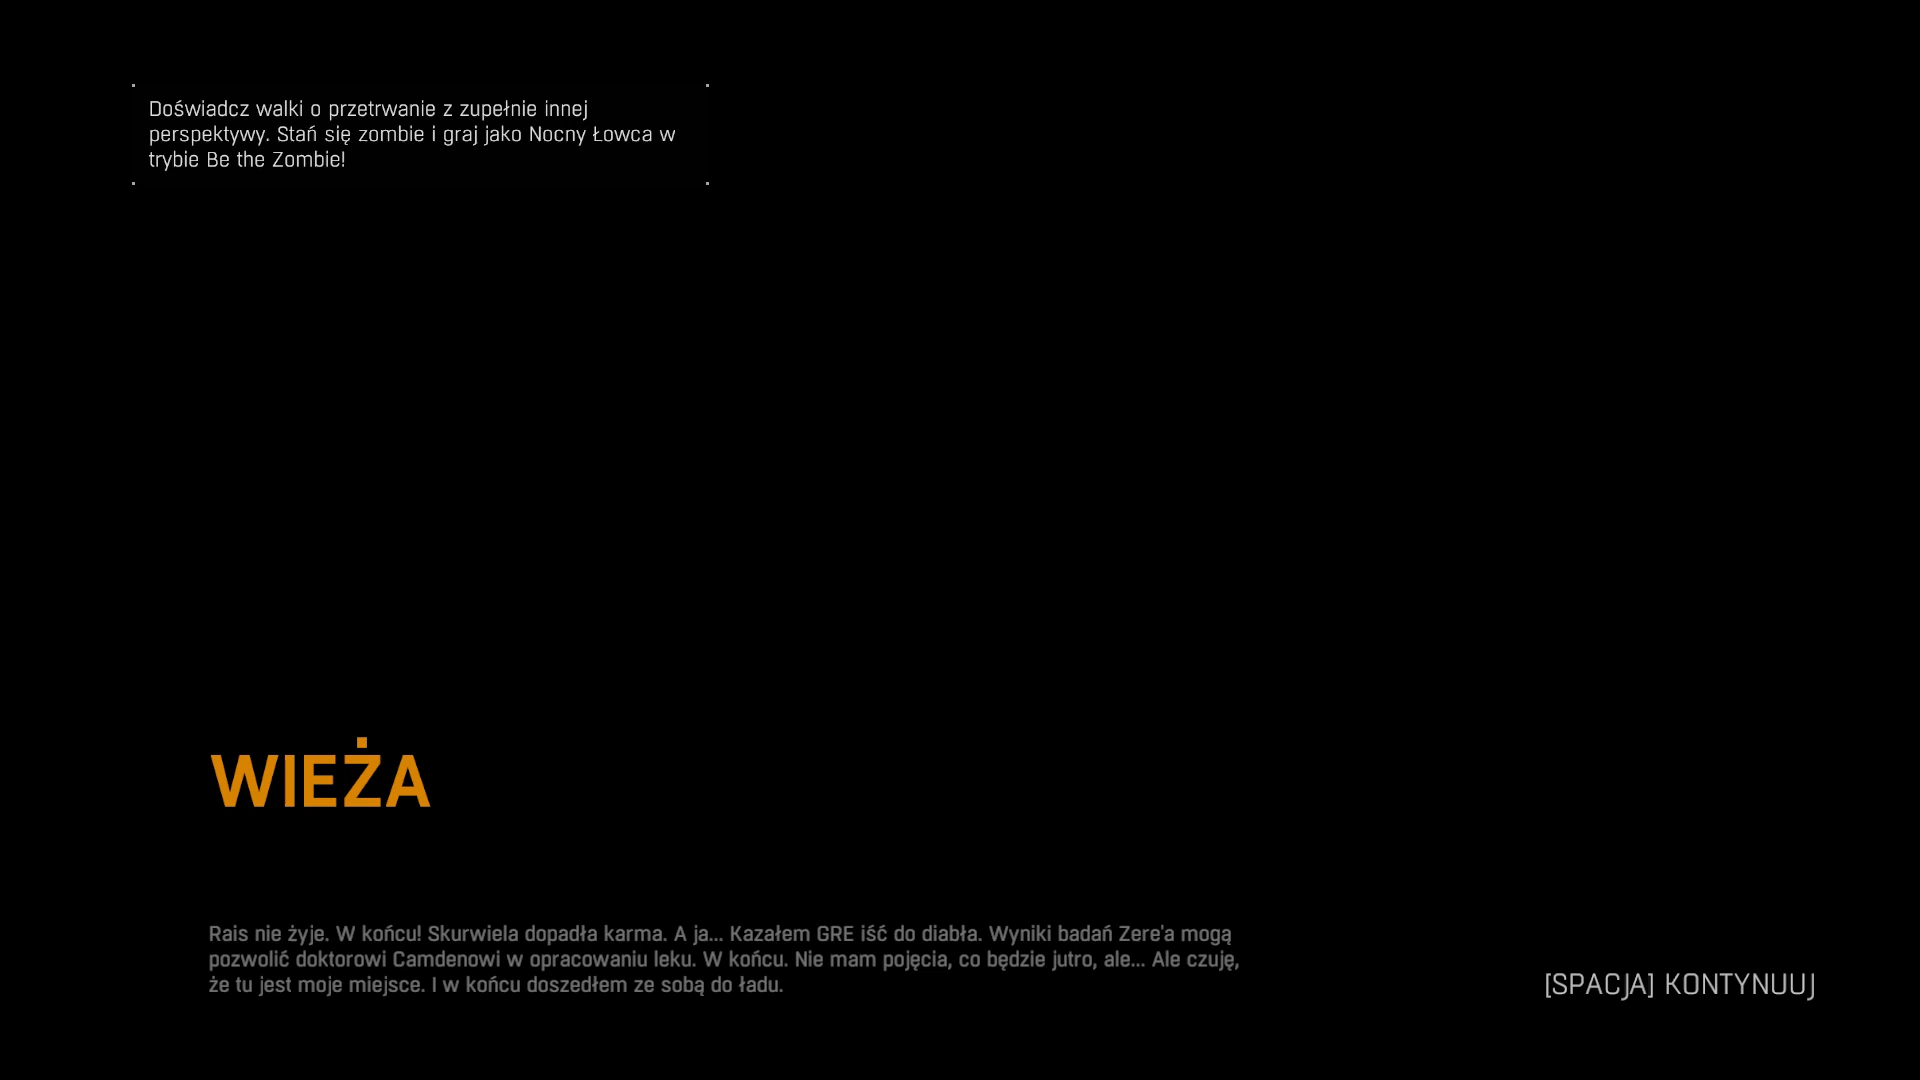 Doświadcz walki o przetrwanie z zupełnie innej
perspektywy. Stań się zombie i graj jako Nocny Łowca w
trybie Be the Zombie!
WIEŻA
Rais nie żyje. W końcu! Skurwiela dopadła karma. A ja... Kazałem GRE iść do diabła. Wyniki badań Zere'a mogą
pozwolić doktorowi Camdenowi w opracowaniu leku. W końcu. Nie mam pojęcia, co będzie jutro, ale... Ale czuję,
że tu jest moje miejsce. I w końcu doszedłem ze sobą do ładu.
[SPACJA] KONTYNUUJ